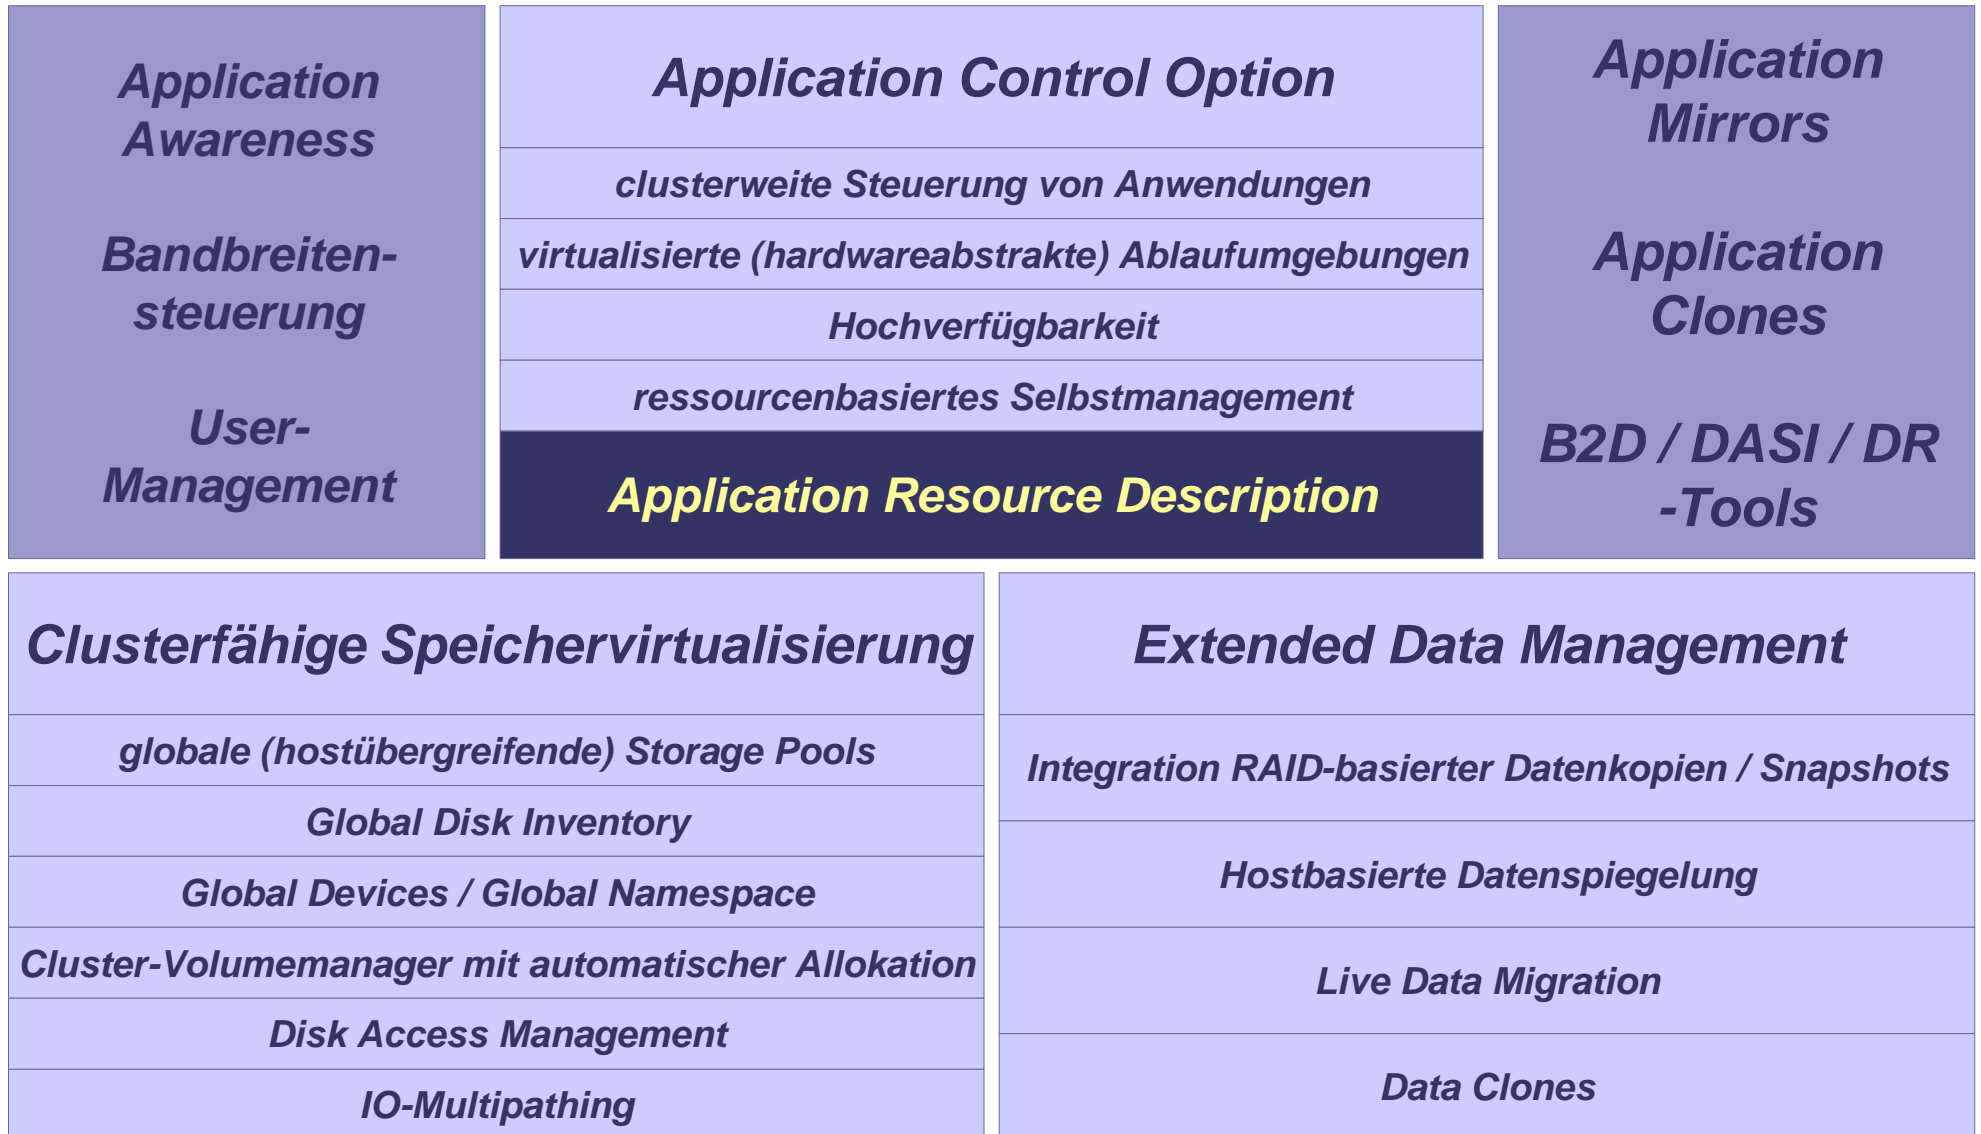 Application
Awareness
Bandbreiten-
steuerung
User-
Management
Application Control Option
clusterweite Steuerung von Anwendungen
virtualisierte (hardwareabstrakte) Ablaufumgebungen
Hochverfügbarkeit
ressourcenbasiertes Selbstmanagement
Application Resource Description
Application
Mirrors
Application
Clones
B2D / DASI / DR
-Tools
Clusterfähige Speichervirtualisierung
globale (hostübergreifende) Storage Pools
Global Disk Inventory
Global Devices / Global Namespace
Cluster-Volumemanager mit automatischer Allokation
Disk Access Management
IO-Multipathing
Extended Data Management
Integration RAID-basierter Datenkopien / Snapshots
Hostbasierte Datenspiegelung
Live Data Migration
Data Clones